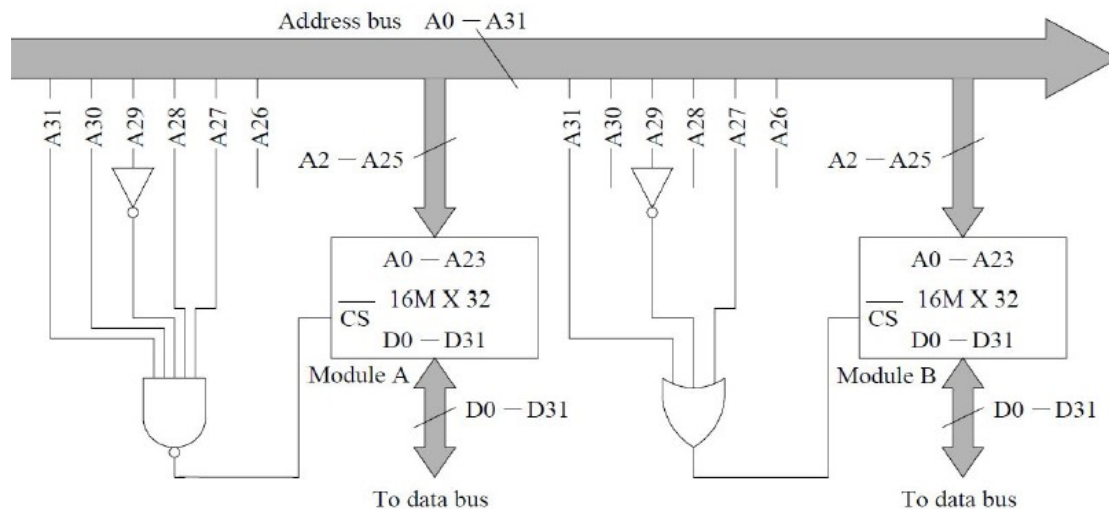 Address bus A0 — A31
A31 A30 A29 A28 A27 A26
A31 A30 A29 A28 A27 A26
A2 — A25
A2 — A25
A0 — A23
16M X 32
CS
D0 — D31
A0 — A23
16M X 32
CS
D0 — D31
Module A
Module B
D0 — D31
D0 — D31
To data bus
To data bus